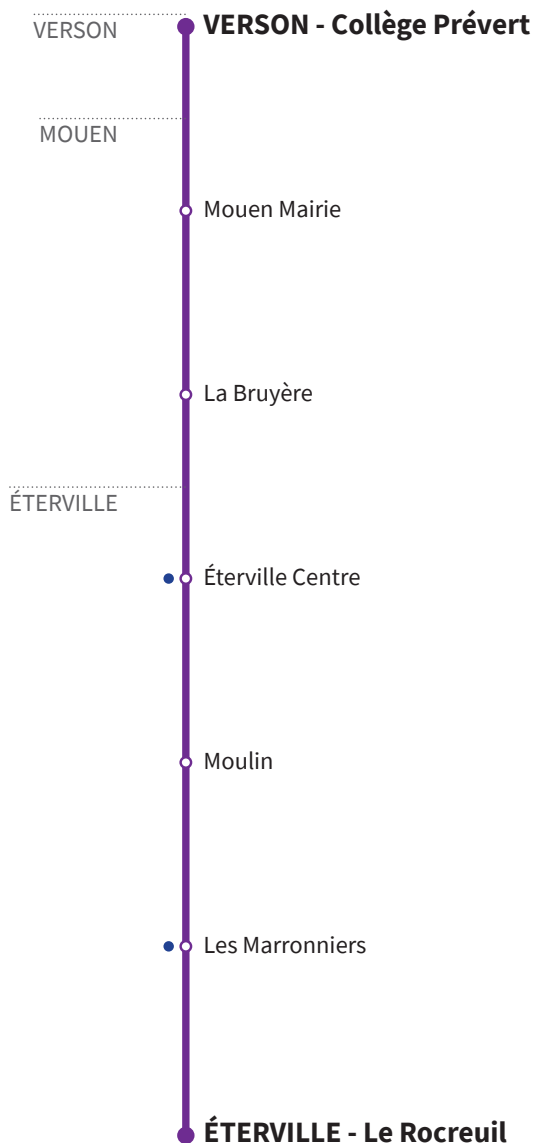 VERSON
VERSON - Collège Prévert
MOUEN
Mouen Mairie
La Bruyère
ÉTERVILLE
Éterville Centre
Moulin
Les Marronniers
ÉTERVILLE - Le Rocreuil